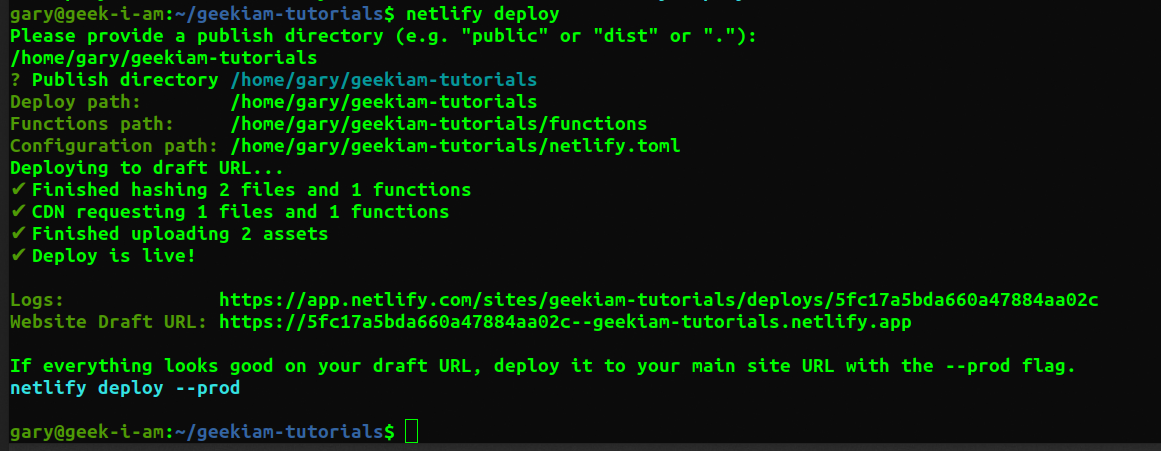 gary@geek-i-am:~/geekiam-tutorials$ netlify deploy
Please provide a publish directory (e.g. "public" or "dist" or "."):
/home/gary/geekiam-tutorials
? Publish directory /home/gary/geekiam-tutorials
Deploy path:        /home/gary/geekiam-tutorials
Functions path:     /home/gary/geekiam-tutorials/functions
Configuration path: /home/gary/geekiam-tutorials/netlify.toml
Deploying to draft URL...
✔ Finished hashing 2 files and 1 functions
✔ CDN requesting 1 files and 1 functions
✔ Finished uploading 2 assets
✔ Deploy is live!
Logs:              https://app.netlify.com/sites/geekiam-tutorials/deploys/5fc17a5bda660a47884aa02c
Website Draft URL: https://5fc17a5bda660a47884aa02c--geekiam-tutorials.netlify.app
If everything looks good on your draft URL, deploy it to your main site URL with the --prod flag.
netlify deploy --prod
gary@geek-i-am:~/geekiam-tutorials$